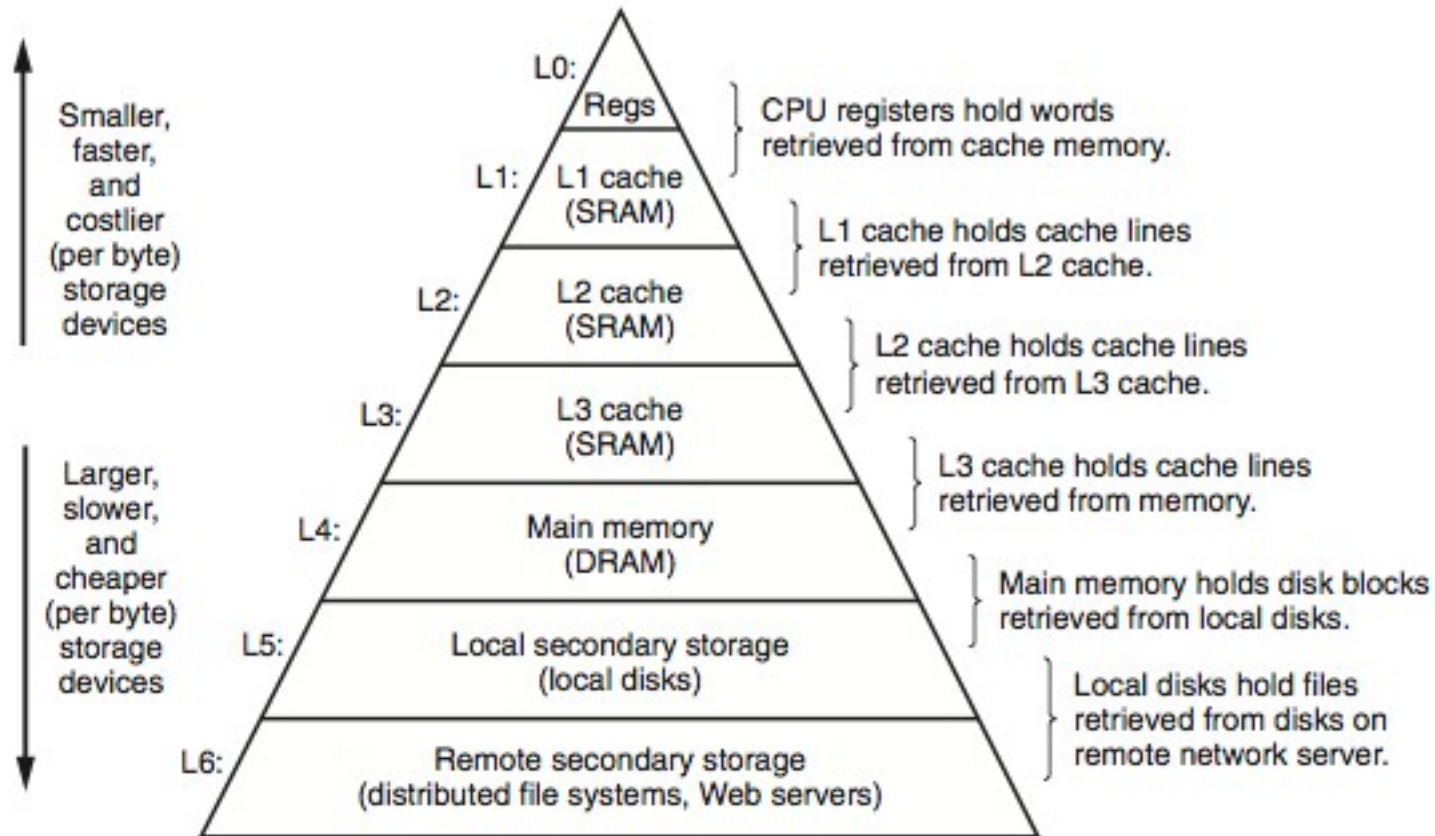 Smaller,
faster,
and
costlier
(per byte)
storage
devices
Larger,
slower,
and
cheaper
(per byte)
storage
devices
L0:
Regs
L1:
L1 cache
(SRAM)
L2:
L2 cache
(SRAM)
L3:
L3 cache
(SRAM)
L4:
Main memory
(DRAM)
L5:
Local secondary storage
(local disks)
L6:
Remote secondary storage
(distributed file systems, Web servers)
CPU registers hold words
retrieved from cache memory.
L1 cache holds cache lines
retrieved from L2 cache.
L2 cache holds cache lines
retrieved from L3 cache.
L3 cache holds cache lines
retrieved from memory.
Main memory holds disk blocks
retrieved from local disks.
Local disks hold files
retrieved from disks on
remote network server.